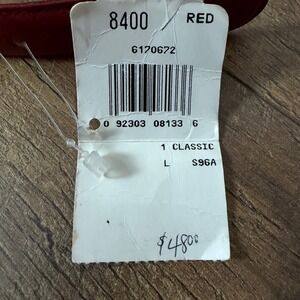 8400 RED
6170672
0 92303 08133 6
1 CLASSIC
L S96A
$48.00